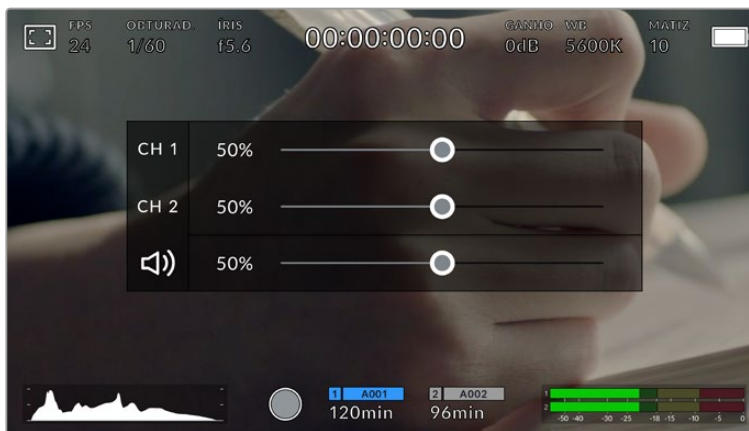 FPS OBTURAD. ÍRIS 00:00:00:00 GANHO WB MATIZ
24 1/60 f5.6 0dB 5600K 10
CH 1 50%
CH 2 50%
50%
1 A001 2 A002
120min 96min
1
2
-50 -40 -30 -25 -18 -15 -10 -5 0